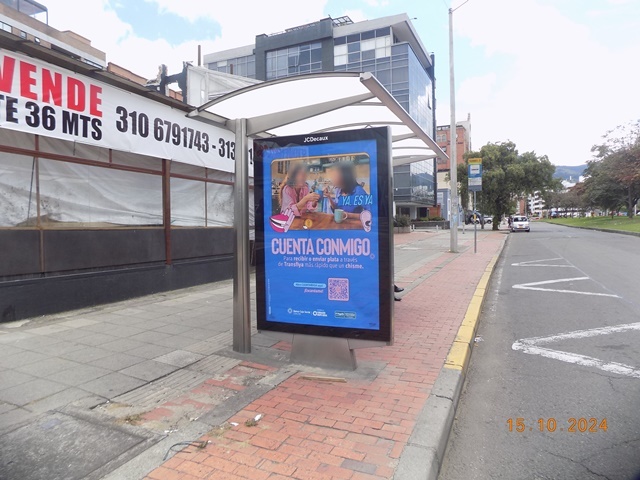 VENDE
TE 36 MTS
310 6791743 - 313
JCDecaux
YA, ES YA
CUENTA CONMIGO
Para recibir o enviar plata a través
de Transfiya más rápido que un chisme.
15.10.2024